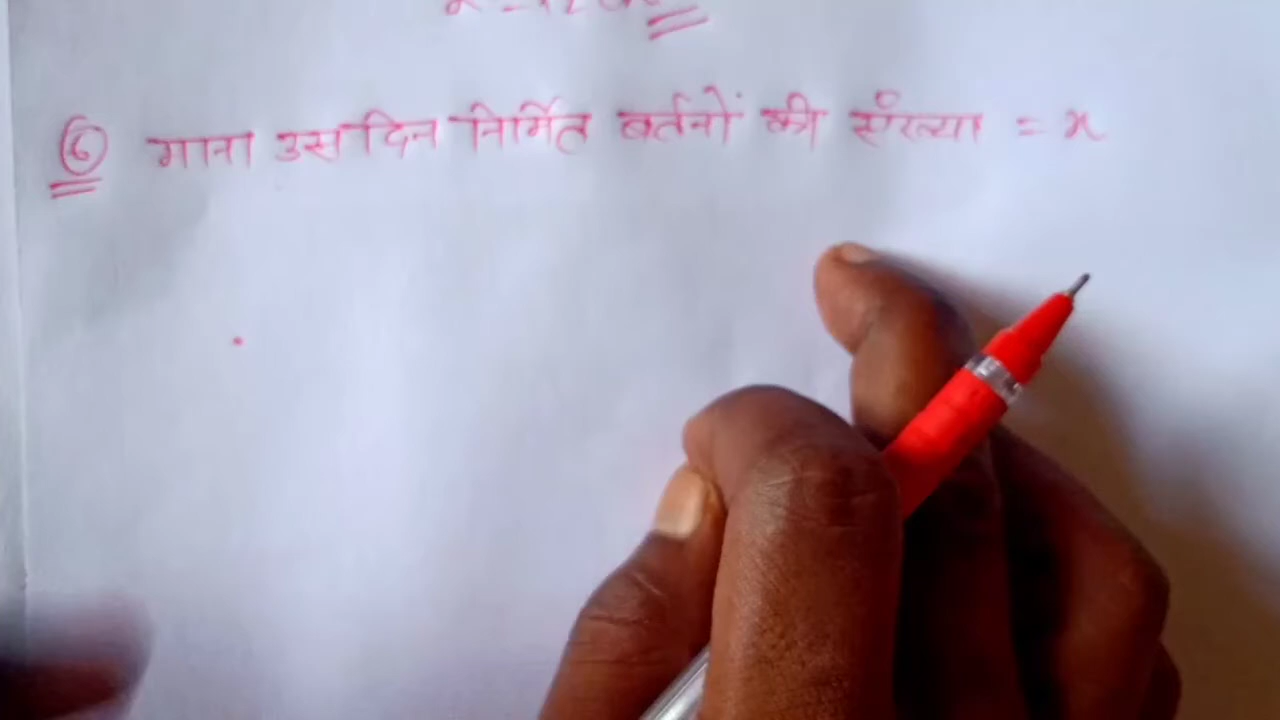 ⑥ माना उस दिन निर्मित बर्तनों की संख्या = x